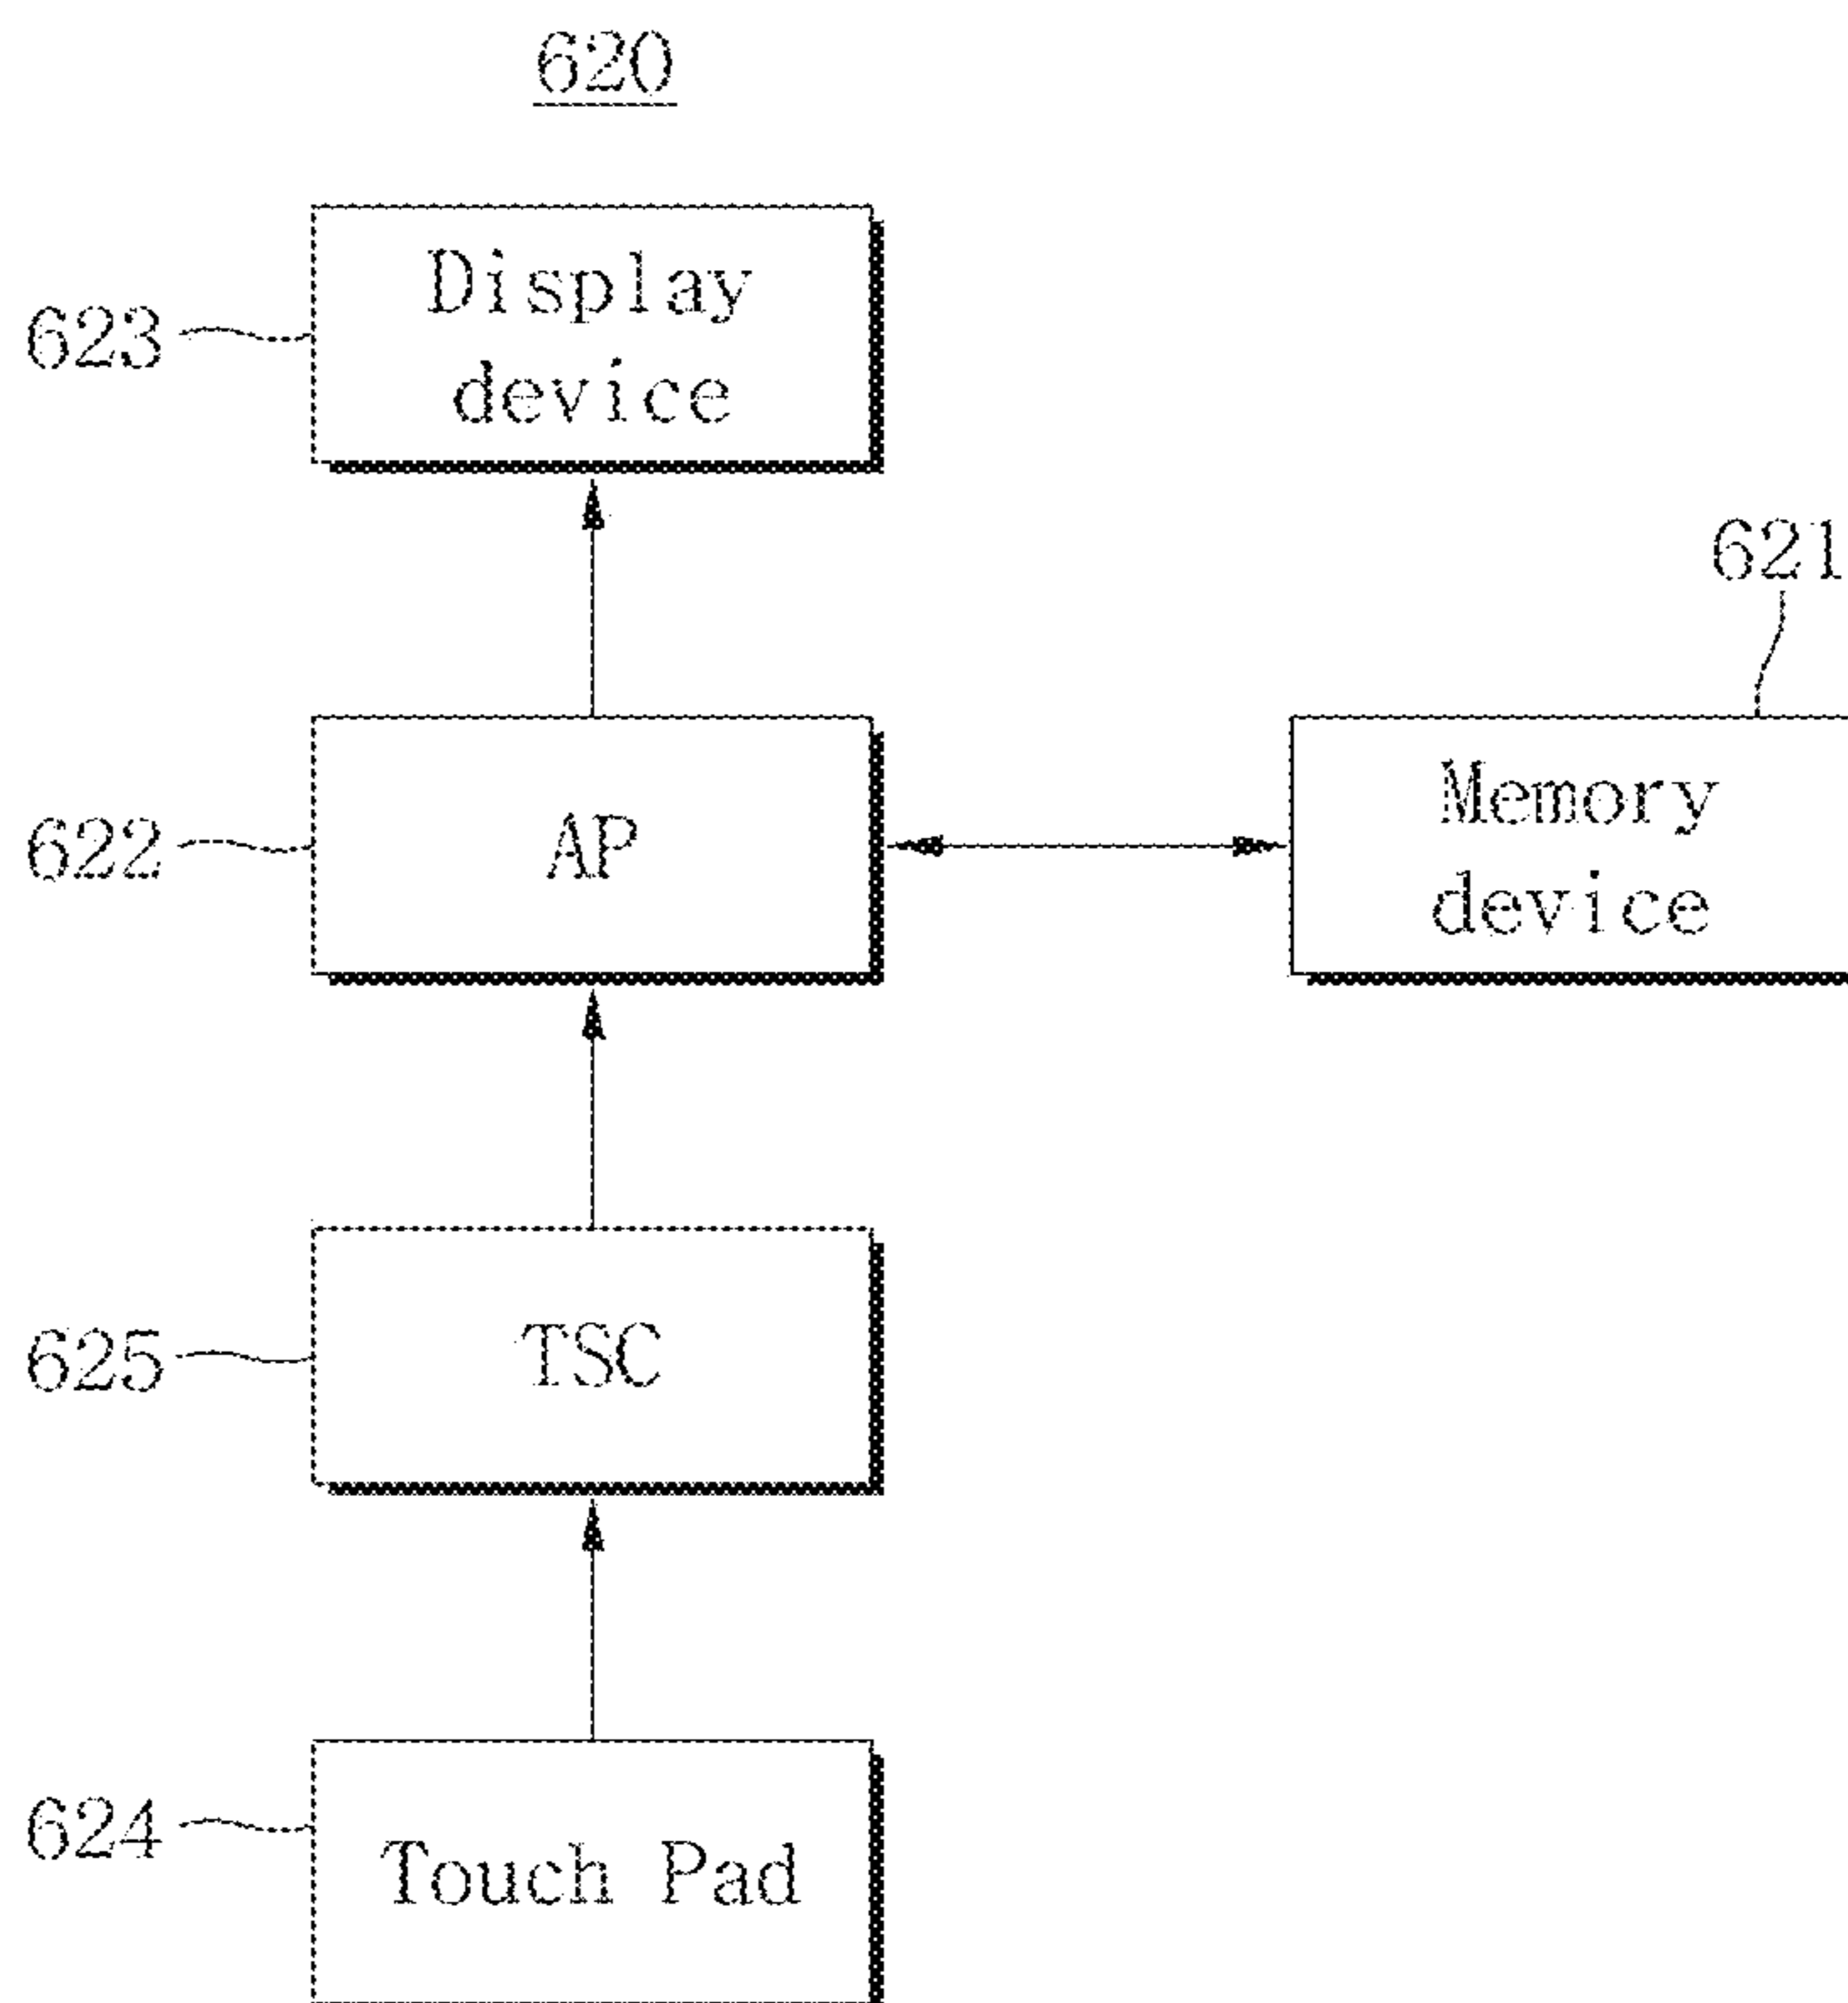 620
623
Display
device
621
622
AP
Memory
device
625
TSC
624
Touch Pad